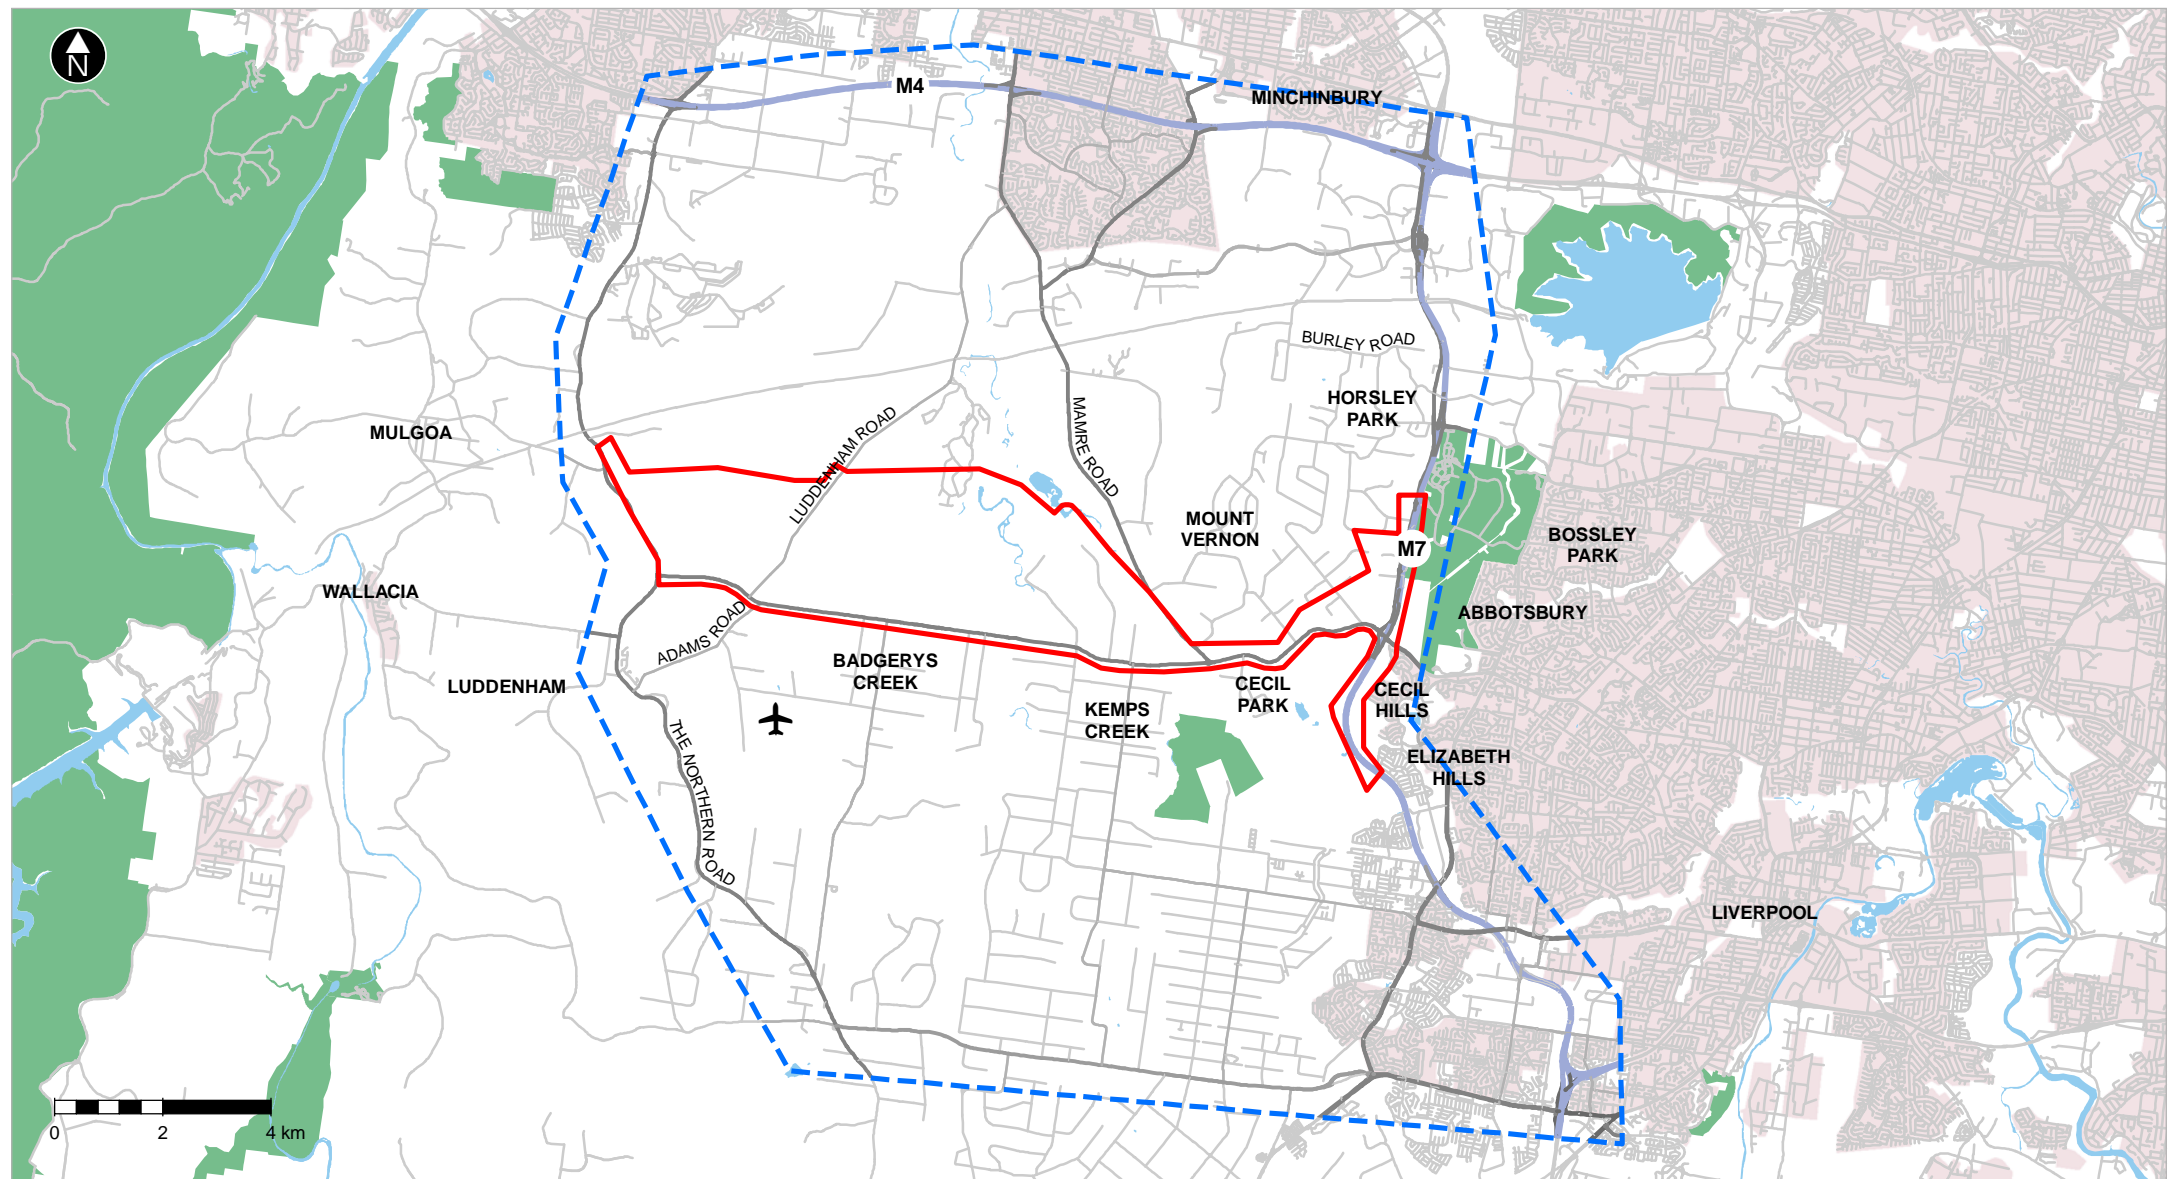 N
M4
MINCHINBURY
BURLEY ROAD
HORSLEY
PARK
LUDDENHAM ROAD
MAMRE ROAD
MULGOA
MOUNT
VERNON
M7
BOSSLEY
PARK
WALLACIA
ABBOTSBURY
ADAMS ROAD
BADGERYS
CREEK
LUDDENHAM
CECIL
PARK
CECIL
HILLS
KEMPS
CREEK
THE NORTHERN ROAD
ELIZABETH
HILLS
LIVERPOOL
0 2 4 km